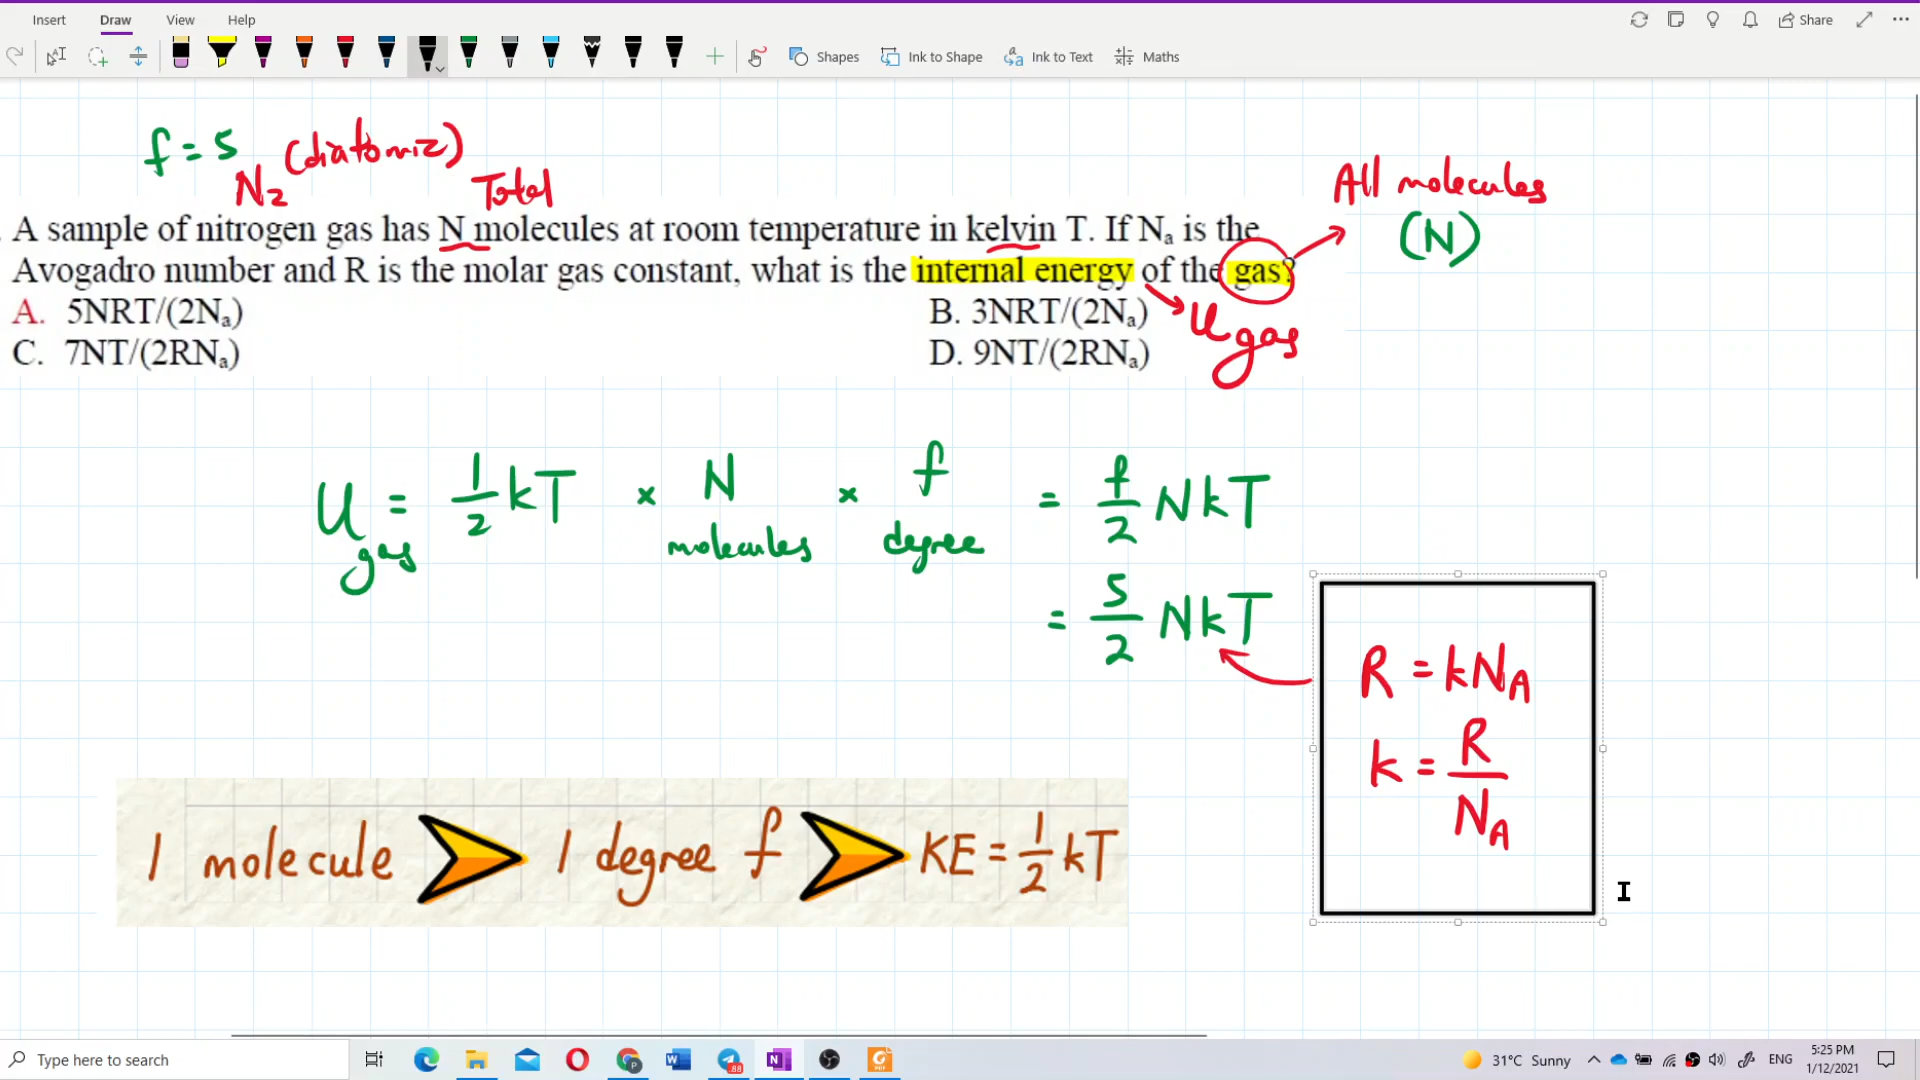 Insert Draw View Help
Share
Shapes Ink to Shape Ink to Text Maths
f = 5
N2 (diatomic)
Total
All molecules
(N)
A sample of nitrogen gas has N molecules at room temperature in kelvin T. If Na is the
Avogadro number and R is the molar gas constant, what is the internal energy of the gas?
A. 5NRT/(2Na)
B. 3NRT/(2Na)
C. 7NT/(2RNa)
D. 9NT/(2RNa)
U gas
U gas = 1/2 kT × N molecules × f degree = f/2 NkT
= 5/2 NkT
R = kNA
k = R/NA
1 molecule 1 degree f KE = 1/2 kT
Type here to search
88
31°C Sunny
ENG
5:25 PM
1/12/2021